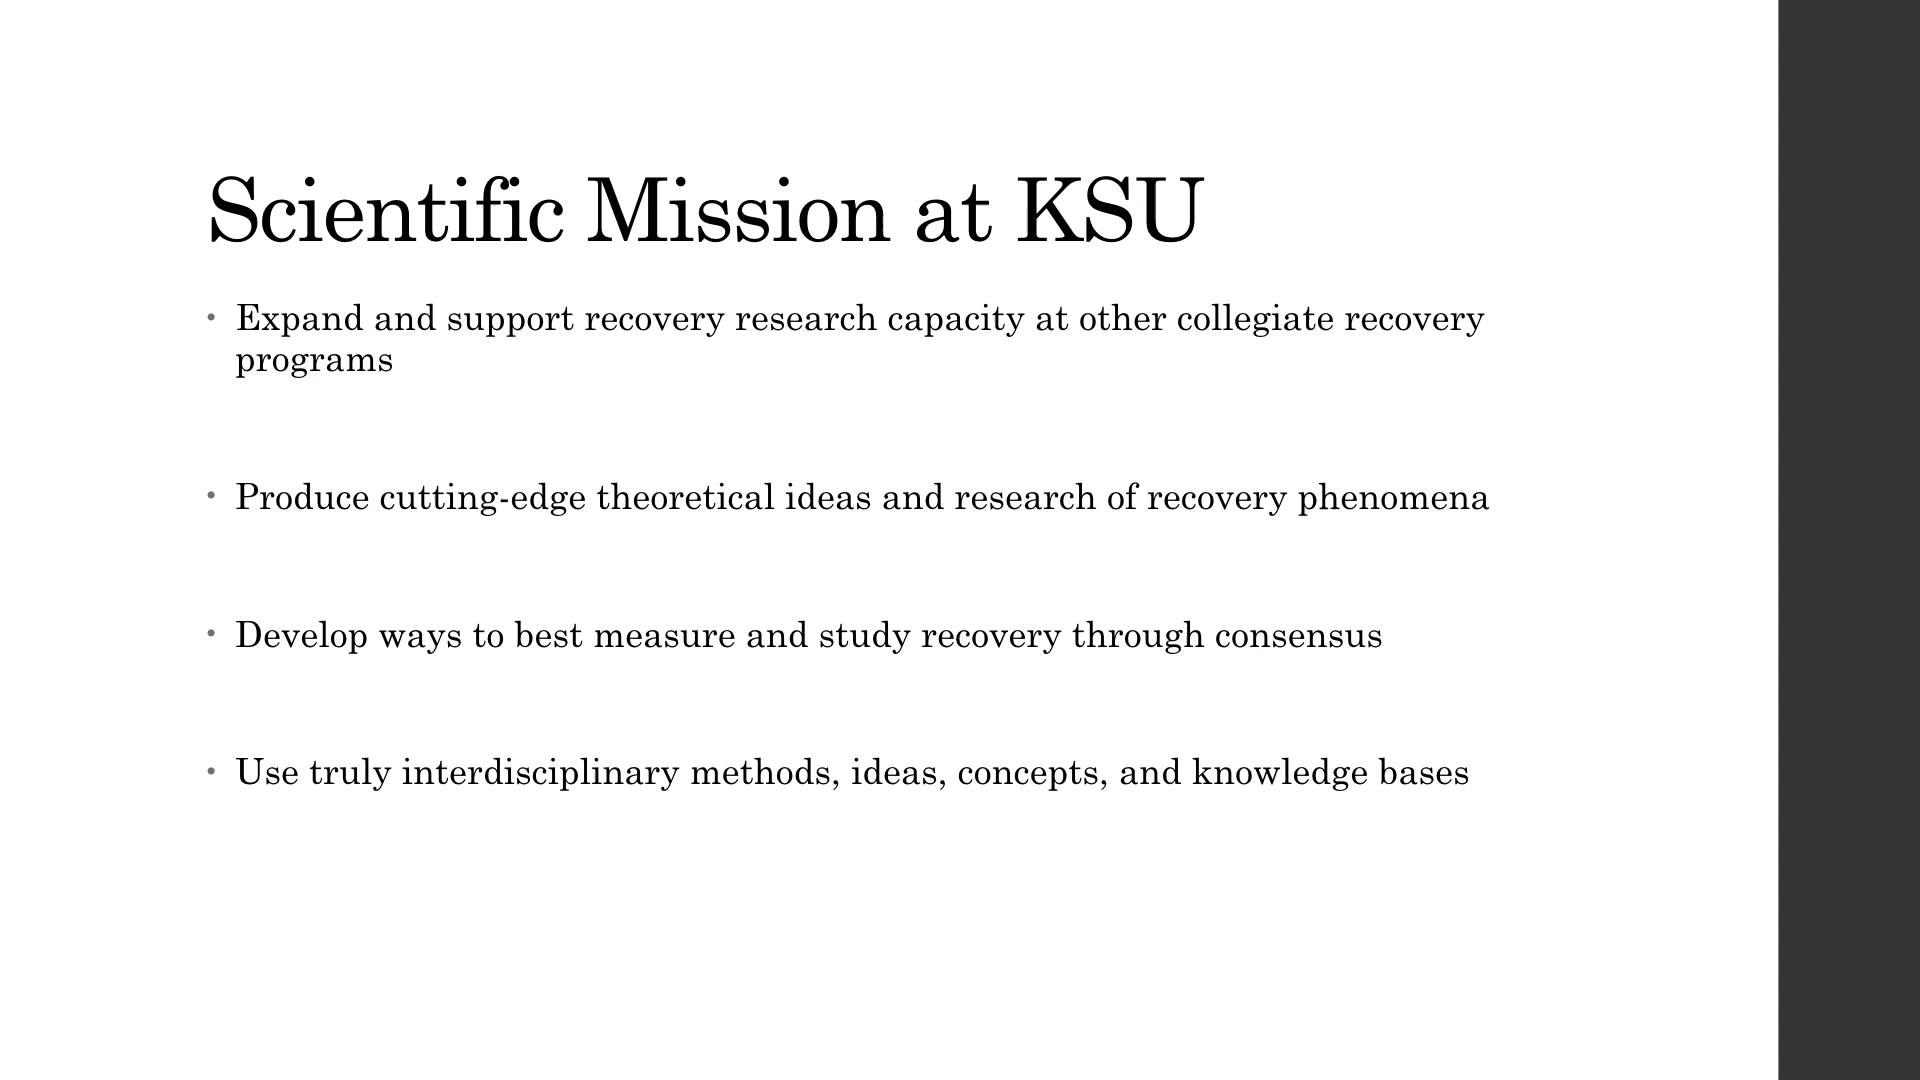 Scientific Mission at KSU
• Expand and support recovery research capacity at other collegiate recovery
programs
• Produce cutting-edge theoretical ideas and research of recovery phenomena
• Develop ways to best measure and study recovery through consensus
• Use truly interdisciplinary methods, ideas, concepts, and knowledge bases